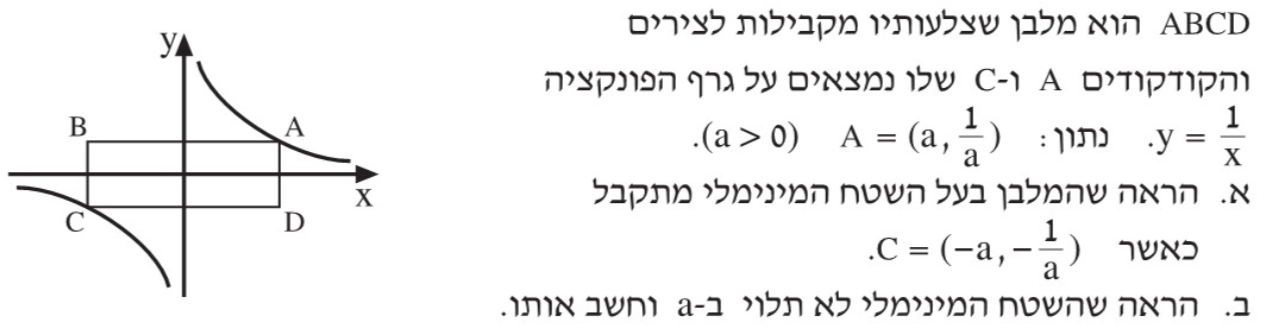 ABCD הוא מלבן שצלעותיו מקבילות לצירים
והקודקודים A ו-C שלו נמצאים על גרף הפונקציה
y = 1/x. נתון: A = (a, 1/a) (a > 0).
א. הראה שהמלבן בעל השטח המינימלי מתקבל
כאשר C = (−a, −1/a).
ב. הראה שהשטח המינימלי לא תלוי ב-a וחשב אותו.
y
B A
x
C D